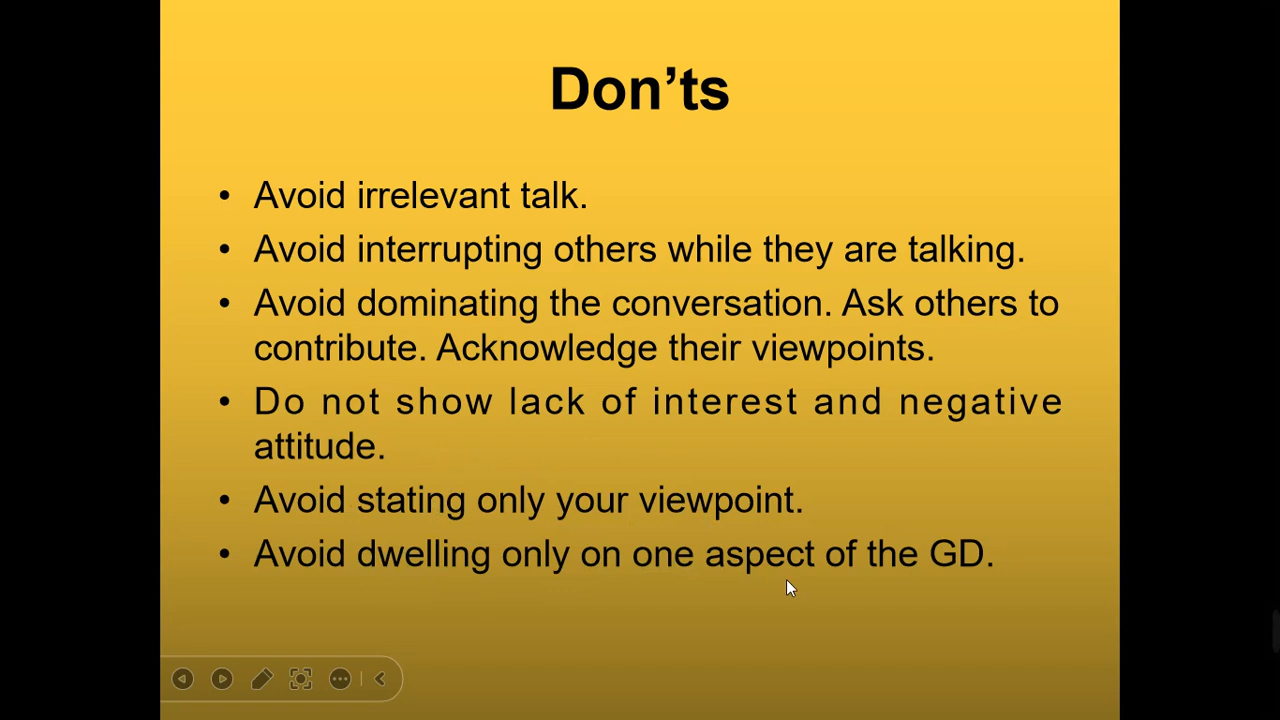 Don’ts
• Avoid irrelevant talk.
• Avoid interrupting others while they are talking.
• Avoid dominating the conversation. Ask others to
contribute. Acknowledge their viewpoints.
• Do not show lack of interest and negative
attitude.
• Avoid stating only your viewpoint.
• Avoid dwelling only on one aspect of the GD.